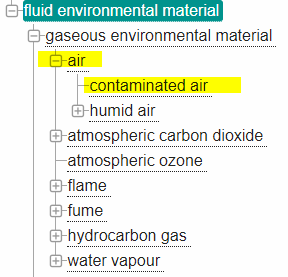 fluid environmental material
gaseous environmental material
air
contaminated air
humid air
atmospheric carbon dioxide
atmospheric ozone
flame
fume
hydrocarbon gas
water vapour